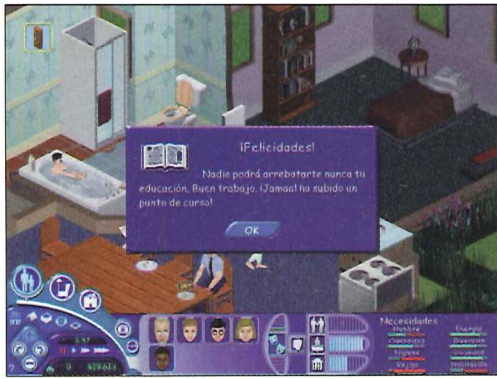 ¡Felicidades!
Nadie podrá arrebatarte nunca tu
educación. Buen trabajo. ¡Jamaal ha subido un
punto de curso!
OK
Necesidades
Hambre
Energía
Comodidad
Diversión
Higiene
Sociedad
Vejiga
Habitación